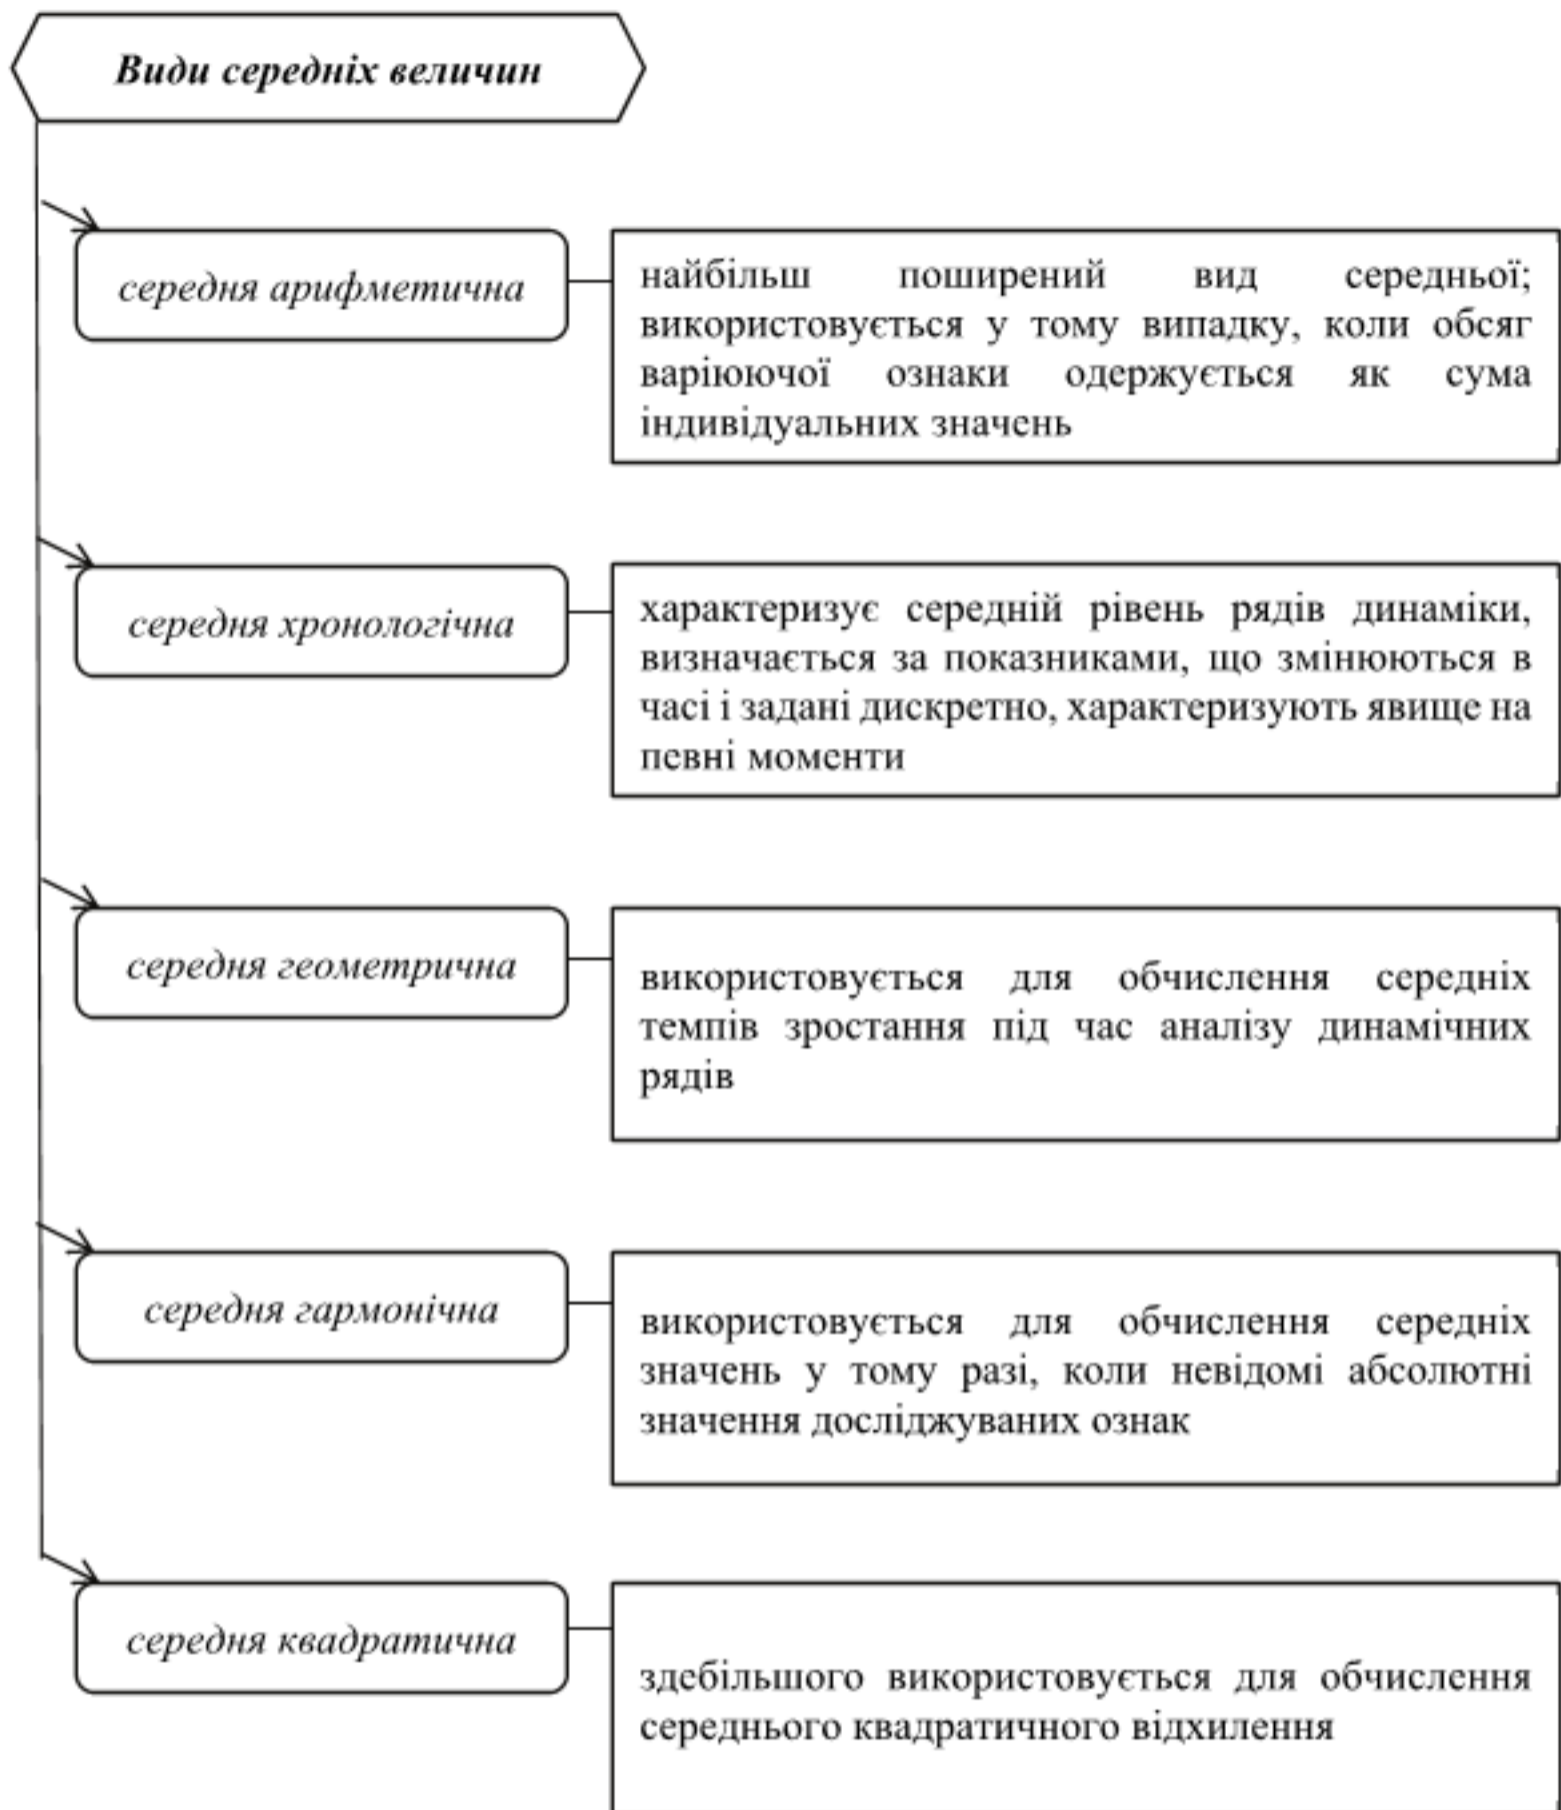 Види середніх величин
середня арифметична
найбільш поширений вид середньої;
використовується у тому випадку, коли обсяг
варіюючої ознаки одержується як сума
індивідуальних значень
середня хронологічна
характеризує середній рівень рядів динаміки,
визначається за показниками, що змінюються в
часі і задані дискретно, характеризують явище на
певні моменти
середня геометрична
використовується для обчислення середніх
темпів зростання під час аналізу динамічних
рядів
середня гармонічна
використовується для обчислення середніх
значень у тому разі, коли невідомі абсолютні
значення досліджуваних ознак
середня квадратична
здебільшого використовується для обчислення
середнього квадратичного відхилення